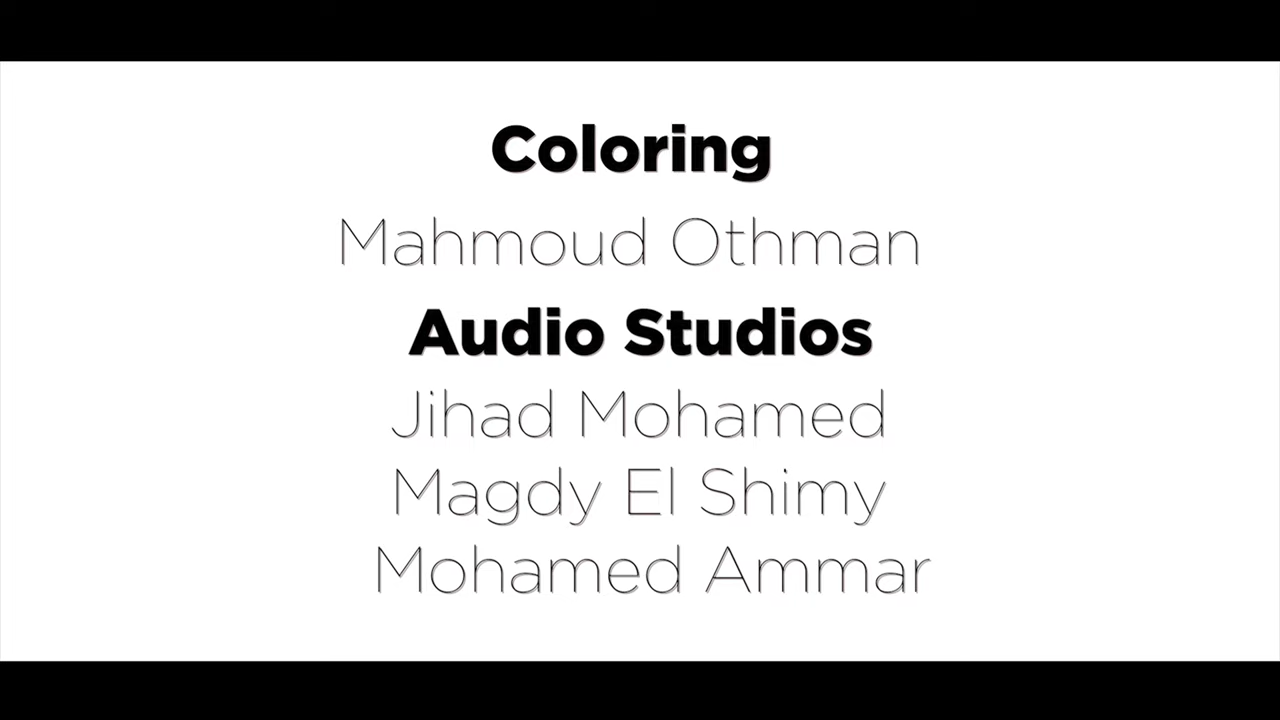 Coloring
Mahmoud Othman
Audio Studios
Jihad Mohamed
Magdy El Shimy
Mohamed Ammar